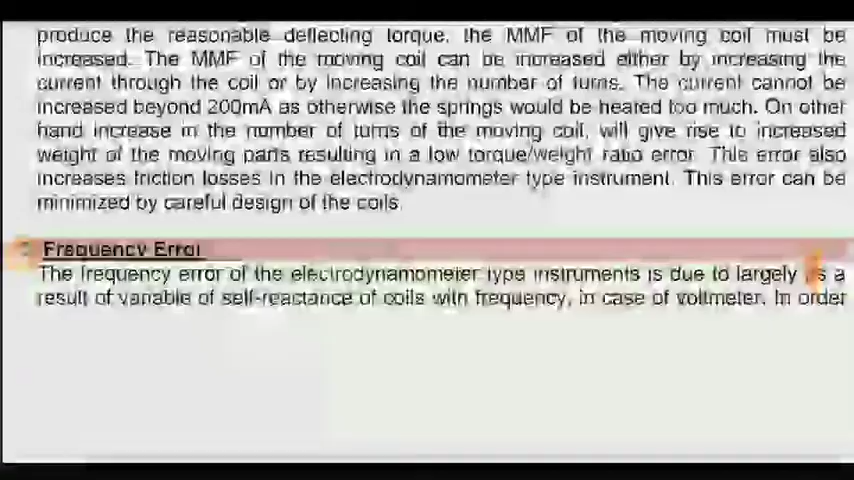 produce the reasonable deflecting torque, the MMF of the moving coil must be
increased. The MMF of the moving coil can be increased either by increasing the
current through the coil or by increasing the number of turns. The current cannot be
increased beyond 200mA as otherwise the springs would be heated too much. On other
hand increase in the number of turns of the moving coil, will give rise to increased
weight of the moving parts resulting in a low torque/weight ratio error. This error also
increases friction losses in the electrodynamometer type instrument. This error can be
minimized by careful design of the coils.
Frequency Error
The frequency error of the electrodynamometer type instruments is due to largely as a
result of variable of self-reactance of coils with frequency, in case of voltmeter. In order